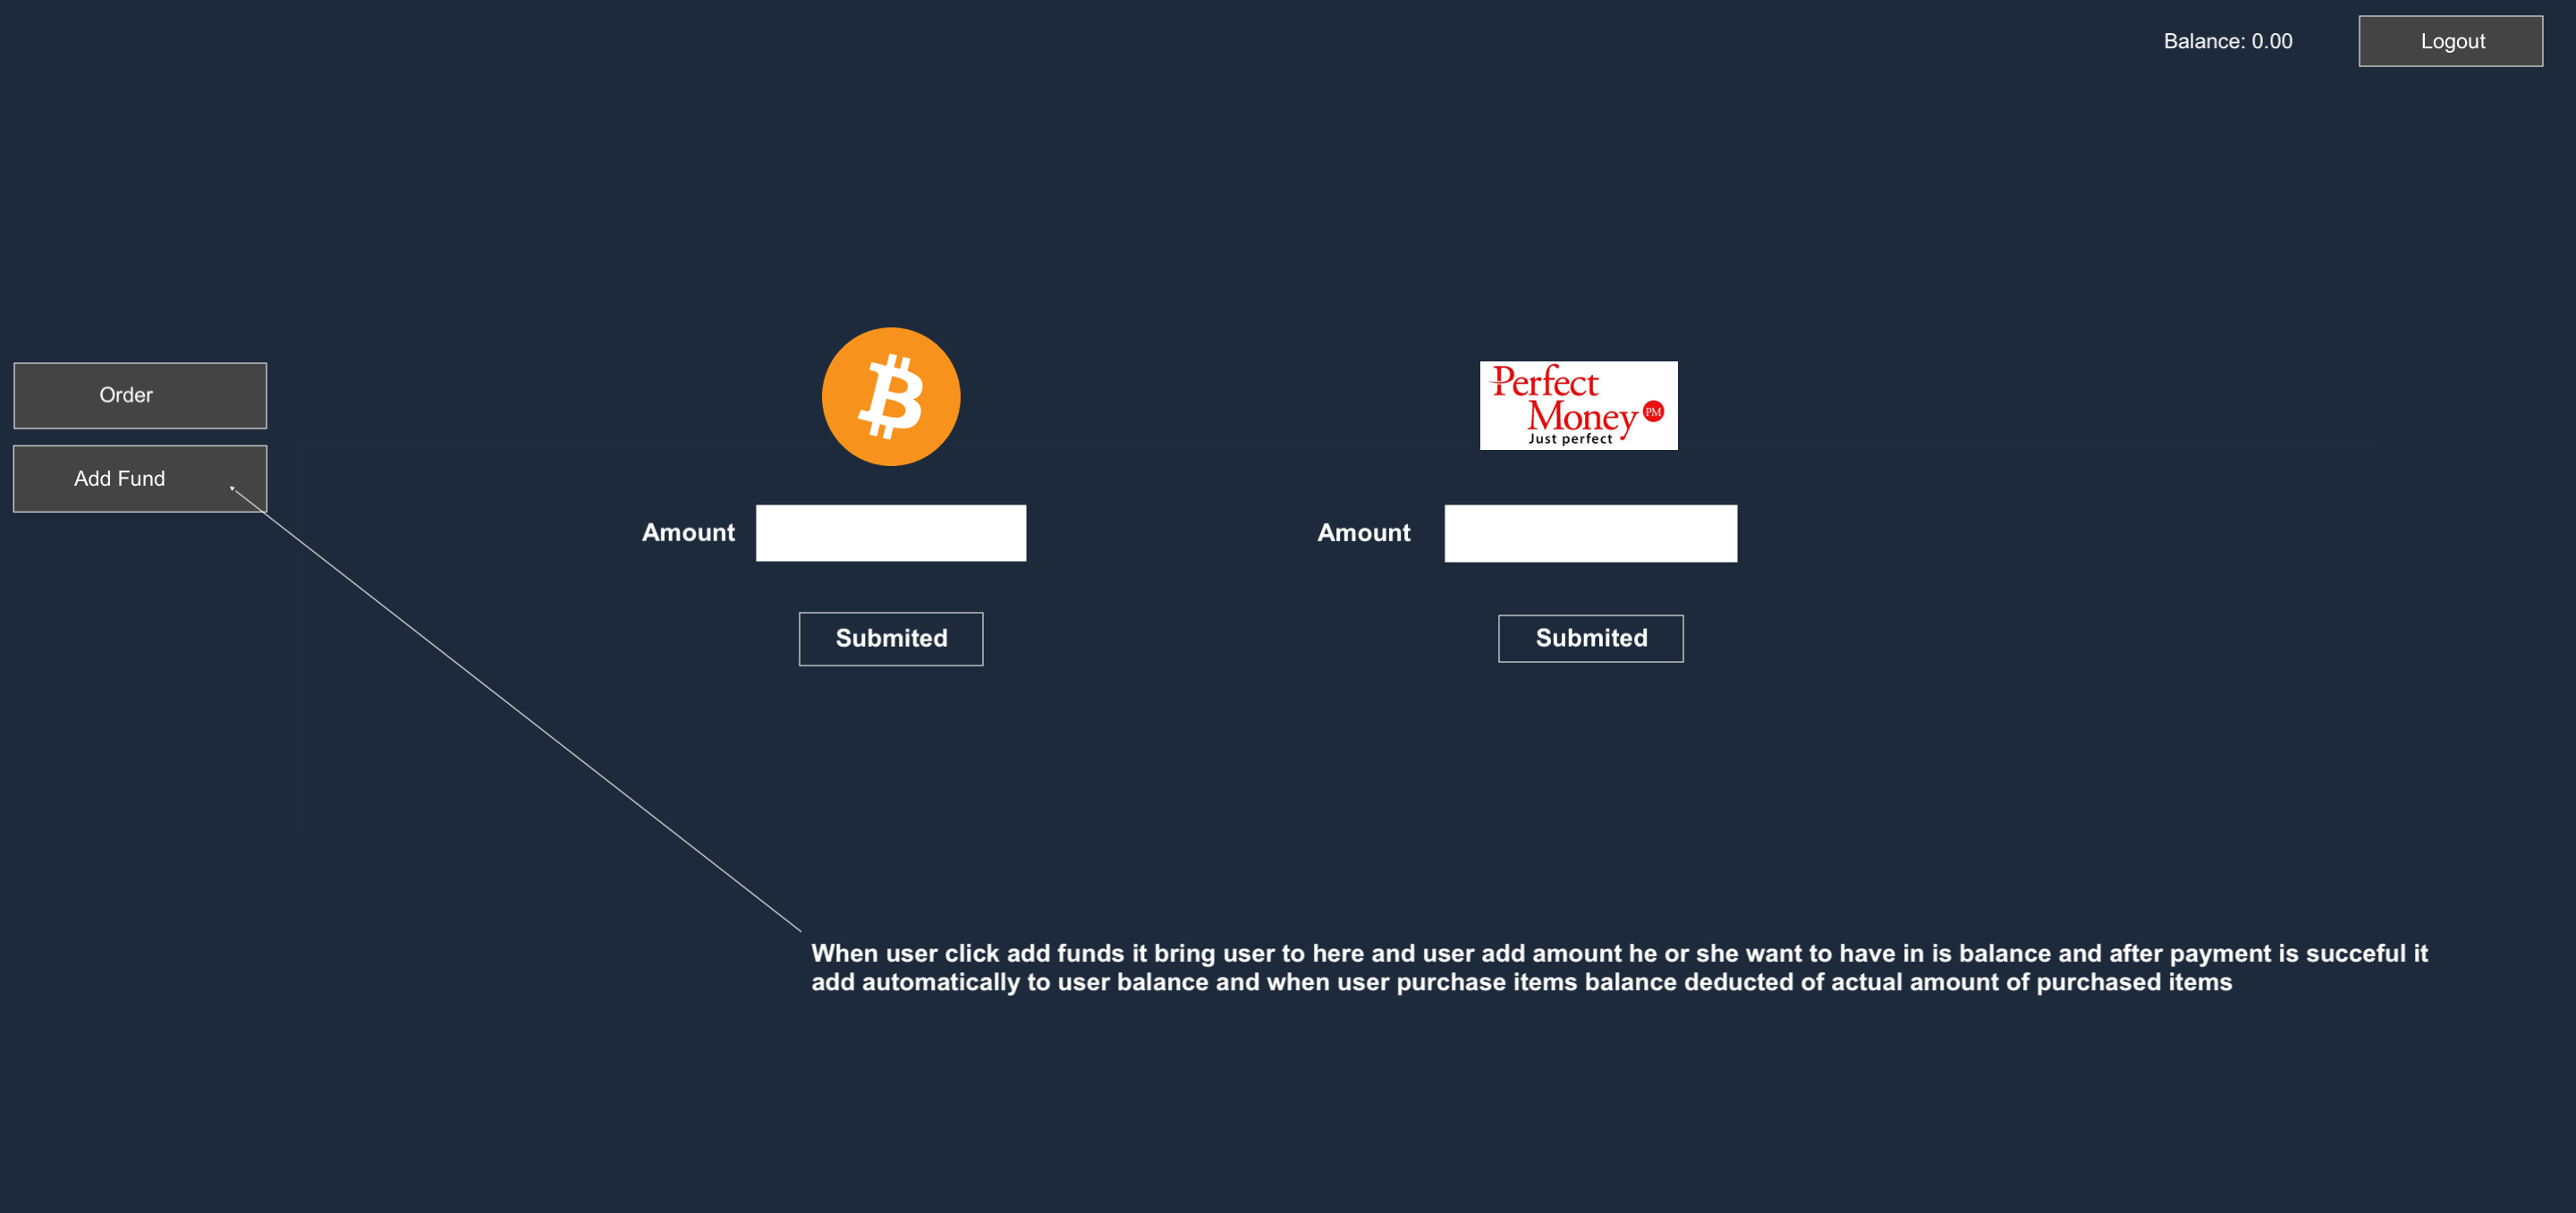 Balance: 0.00
Logout
Order
Add Fund
Perfect
Money PM
Just perfect
Amount
Amount
Submited
Submited
When user click add funds it bring user to here and user add amount he or she want to have in is balance and after payment is succeful it
add automatically to user balance and when user purchase items balance deducted of actual amount of purchased items